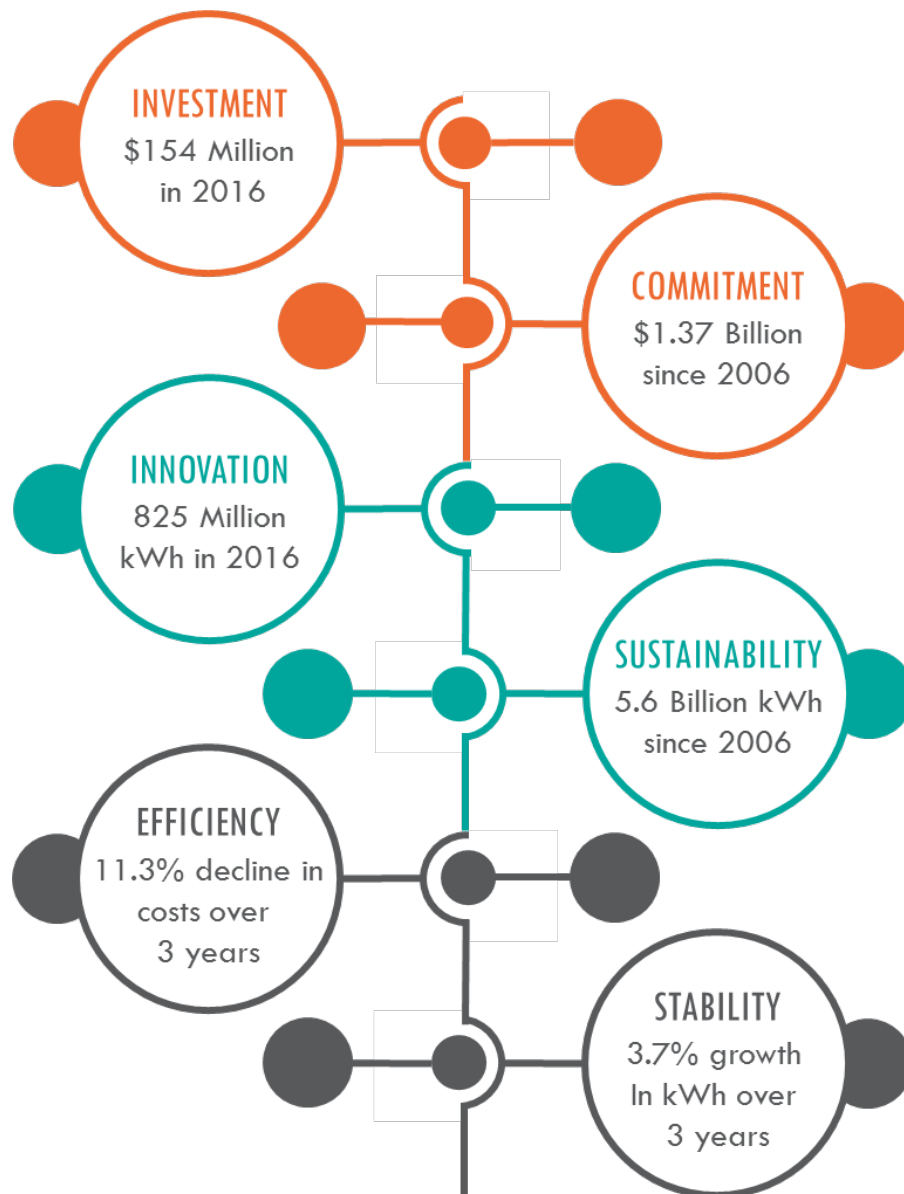 INVESTMENT
$154 Million
in 2016
COMMITMENT
$1.37 Billion
since 2006
INNOVATION
825 Million
kWh in 2016
SUSTAINABILITY
5.6 Billion kWh
since 2006
EFFICIENCY
11.3% decline in
costs over
3 years
STABILITY
3.7% growth
In kWh over
3 years